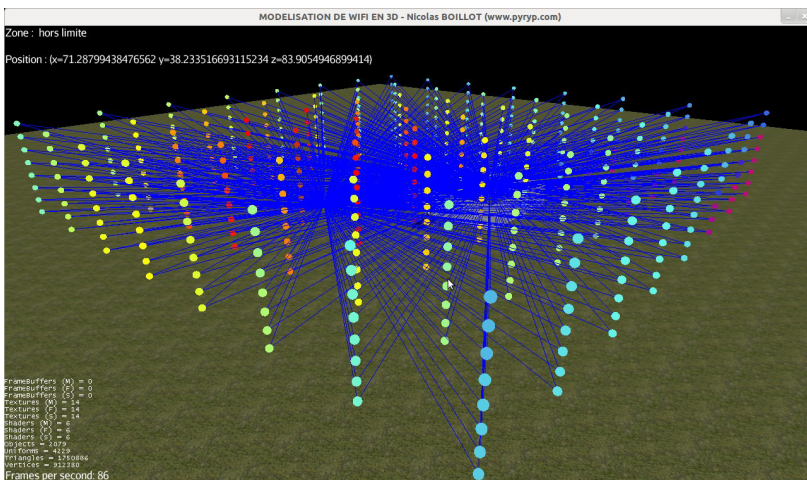 MODELISATION DE WIFI EN 3D - Nicolas BOILLOT (www.pyryp.com)
Zone : hors limite
Position : (x=71.28799438476562 y=38.233516693115234 z=83.9054946899414)
FrameBuffers (M) = 0
FrameBuffers (F) = 0
FrameBuffers (S) = 0
Textures (M) = 14
Textures (F) = 14
Textures (S) = 14
Shaders (M) = 6
Shaders (F) = 6
Shaders (S) = 6
Objects = 2079
Uniforms = 4229
Triangles = 1750886
Vertices = 912380
Frames per second: 86